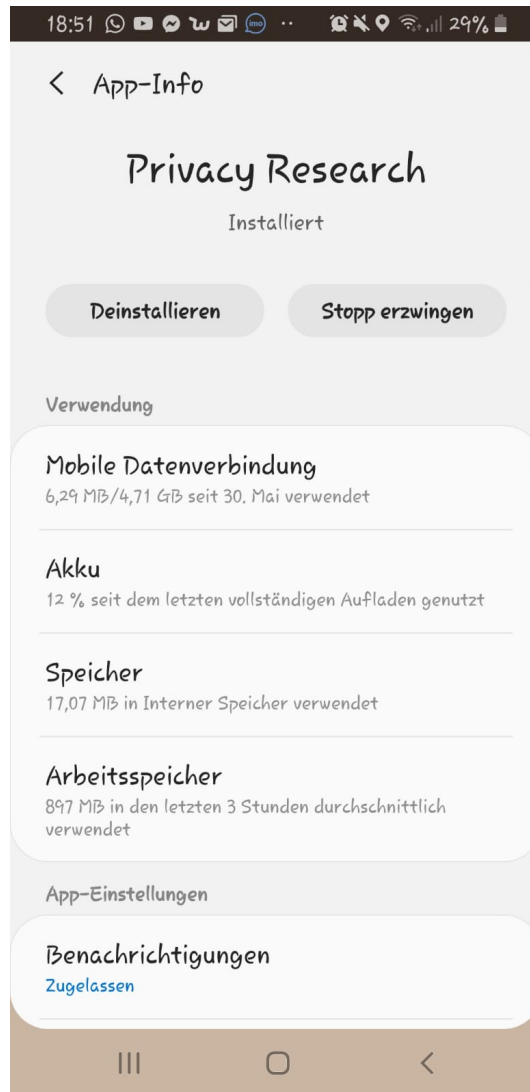 18:51 imo 29%
App-Info
Privacy Research
Installiert
Deinstallieren Stopp erzwingen
Verwendung
Mobile Datenverbindung
6,29 MB/4,71 GB seit 30. Mai verwendet
Akku
12 % seit dem letzten vollständigen Aufladen genutzt
Speicher
17,07 MB in Interner Speicher verwendet
Arbeitsspeicher
897 MB in den letzten 3 Stunden durchschnittlich
verwendet
App-Einstellungen
Benachrichtigungen
Zugelassen